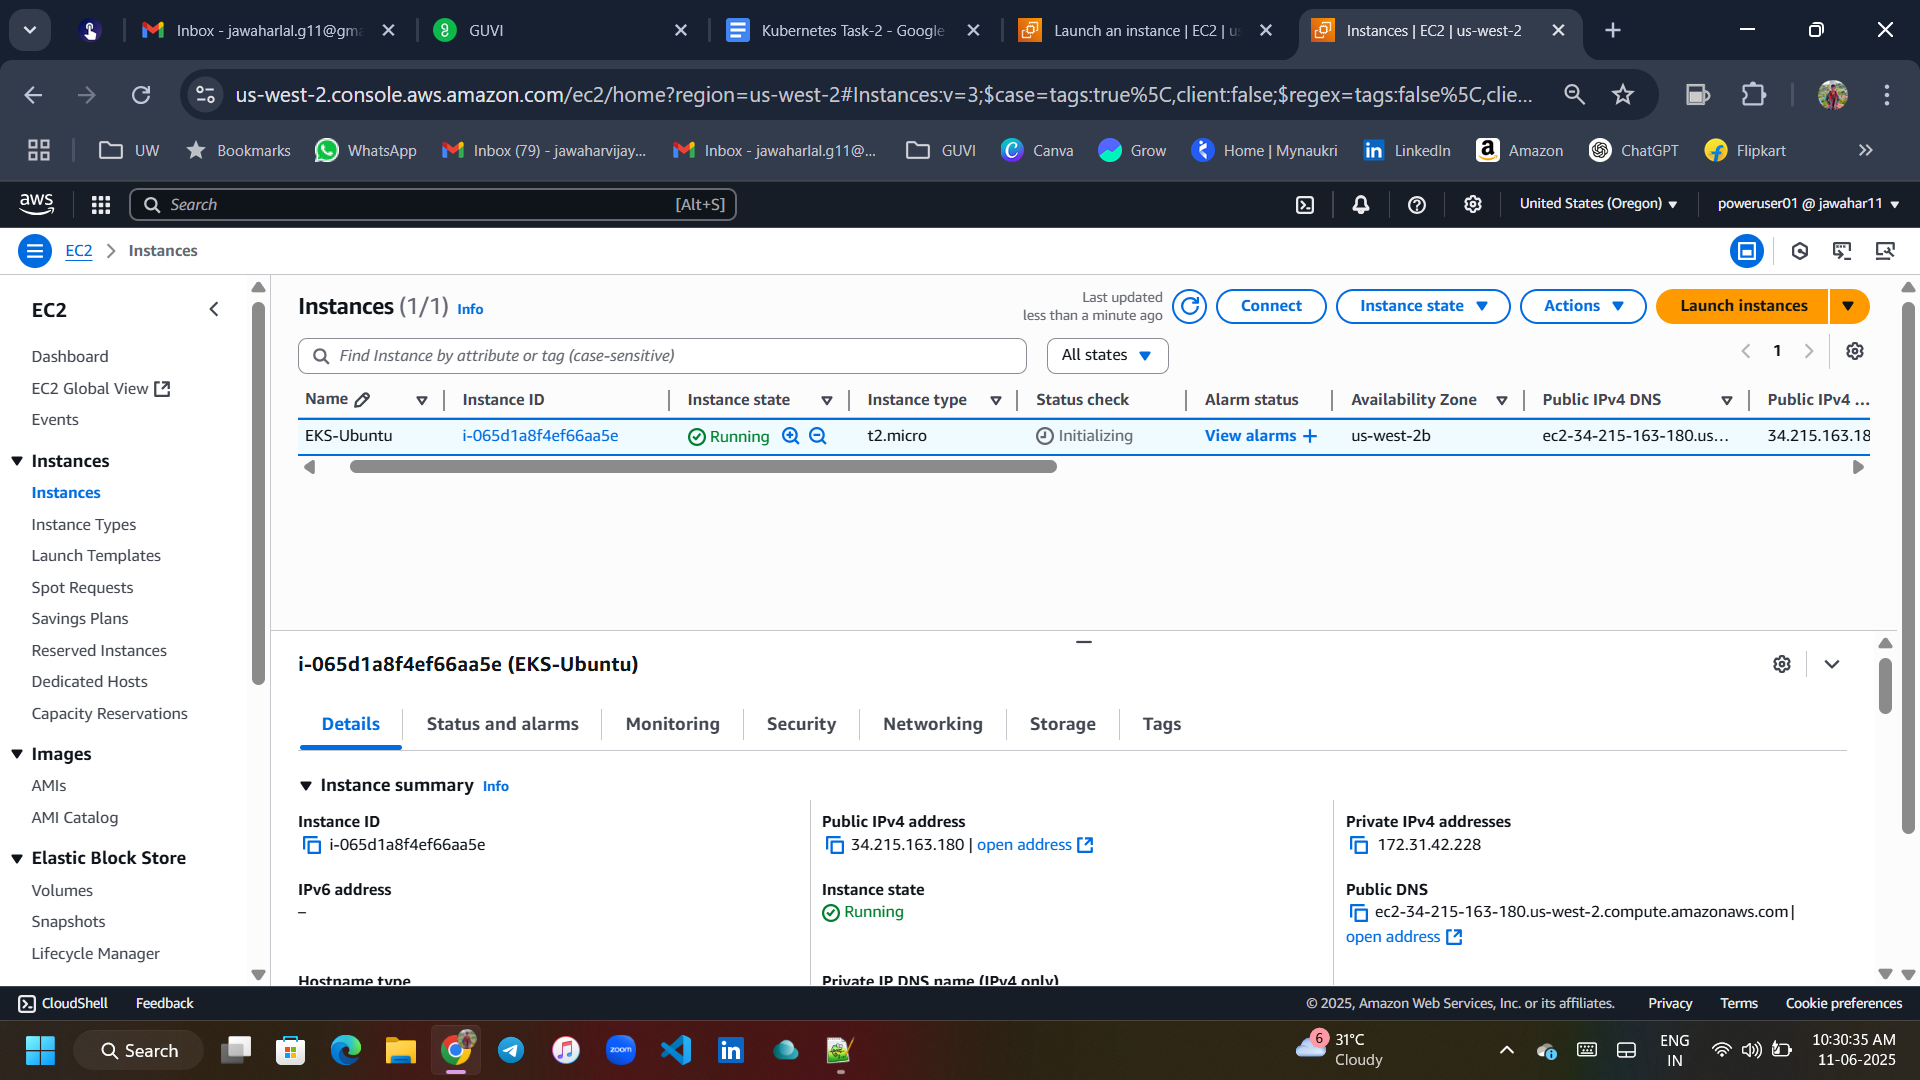 Inbox - jawaharlal.g11@gma
GUVI
Kubernetes Task-2 - Google
Launch an instance | EC2 | us
Instances | EC2 | us-west-2
us-west-2.console.aws.amazon.com/ec2/home?region=us-west-2#Instances:v=3;$case=tags:true%5C,client:false;$regex=tags:false%5C,clie...
UW
Bookmarks
WhatsApp
Inbox (79) - jawaharvijay...
Inbox - jawaharlal.g11@...
GUVI
Canva
Grow
Home | Mynaukri
LinkedIn
Amazon
ChatGPT
Flipkart
aws
Search [Alt+S]
United States (Oregon)
poweruser01 @ jawahar11
EC2 Instances
EC2
Dashboard
EC2 Global View
Events
Instances
Instances
Instance Types
Launch Templates
Spot Requests
Savings Plans
Reserved Instances
Dedicated Hosts
Capacity Reservations
Images
AMIs
AMI Catalog
Elastic Block Store
Volumes
Snapshots
Lifecycle Manager
Instances (1/1) Info
Last updated
less than a minute ago
Connect
Instance state
Actions
Launch instances
Find Instance by attribute or tag (case-sensitive)
All states
1
Name Instance ID Instance state Instance type Status check Alarm status Availability Zone Public IPv4 DNS Public IPv4 ...
EKS-Ubuntu i-065d1a8f4ef66aa5e Running t2.micro Initializing View alarms + us-west-2b ec2-34-215-163-180.us... 34.215.163.18
i-065d1a8f4ef66aa5e (EKS-Ubuntu)
Details Status and alarms Monitoring Security Networking Storage Tags
Instance summary Info
Instance ID
i-065d1a8f4ef66aa5e
Public IPv4 address
34.215.163.180 | open address
Private IPv4 addresses
172.31.42.228
IPv6 address
–
Instance state
Running
Public DNS
ec2-34-215-163-180.us-west-2.compute.amazonaws.com |
open address
Hostname type
Private IP DNS name (IPv4 only)
CloudShell Feedback
© 2025, Amazon Web Services, Inc. or its affiliates. Privacy Terms Cookie preferences
Search
zoom
6
31°C
Cloudy
ENG
IN
10:30:35 AM
11-06-2025